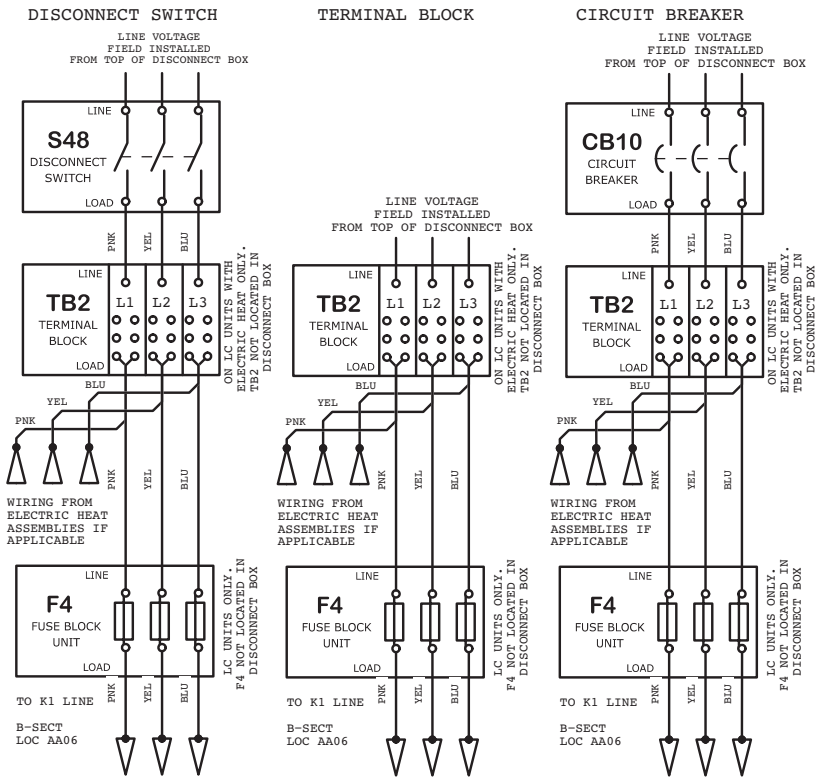 DISCONNECT SWITCH
LINE VOLTAGE
FIELD INSTALLED
FROM TOP OF DISCONNECT BOX
LINE
S48
DISCONNECT
SWITCH
LOAD
PNK
YEL
BLU
LINE
TB2
TERMINAL
BLOCK
LOAD
L1
L2
L3
ON LC UNITS WITH
ELECTRIC HEAT ONLY.
TB2 NOT LOCATED IN
DISCONNECT BOX
BLU
YEL
PNK
PNK
YEL
BLU
WIRING FROM
ELECTRIC HEAT
ASSEMBLIES IF
APPLICABLE
LINE
F4
FUSE BLOCK
UNIT
LOAD
LC UNITS ONLY.
F4 NOT LOCATED IN
DISCONNECT BOX
PNK
YEL
BLU
TO K1 LINE
B-SECT
LOC AA06
TERMINAL BLOCK
LINE VOLTAGE
FIELD INSTALLED
FROM TOP OF DISCONNECT BOX
LINE
TB2
TERMINAL
BLOCK
LOAD
L1
L2
L3
ON LC UNITS WITH
ELECTRIC HEAT ONLY.
TB2 NOT LOCATED IN
DISCONNECT BOX
BLU
YEL
PNK
PNK
YEL
BLU
WIRING FROM
ELECTRIC HEAT
ASSEMBLIES IF
APPLICABLE
LINE
F4
FUSE BLOCK
UNIT
LOAD
LC UNITS ONLY.
F4 NOT LOCATED IN
DISCONNECT BOX
PNK
YEL
BLU
TO K1 LINE
B-SECT
LOC AA06
CIRCUIT BREAKER
LINE VOLTAGE
FIELD INSTALLED
FROM TOP OF DISCONNECT BOX
LINE
CB10
CIRCUIT
BREAKER
LOAD
PNK
YEL
BLU
LINE
TB2
TERMINAL
BLOCK
LOAD
L1
L2
L3
ON LC UNITS WITH
ELECTRIC HEAT ONLY.
TB2 NOT LOCATED IN
DISCONNECT BOX
BLU
YEL
PNK
PNK
YEL
BLU
WIRING FROM
ELECTRIC HEAT
ASSEMBLIES IF
APPLICABLE
LINE
F4
FUSE BLOCK
UNIT
LOAD
LC UNITS ONLY.
F4 NOT LOCATED IN
DISCONNECT BOX
PNK
YEL
BLU
TO K1 LINE
B-SECT
LOC AA06